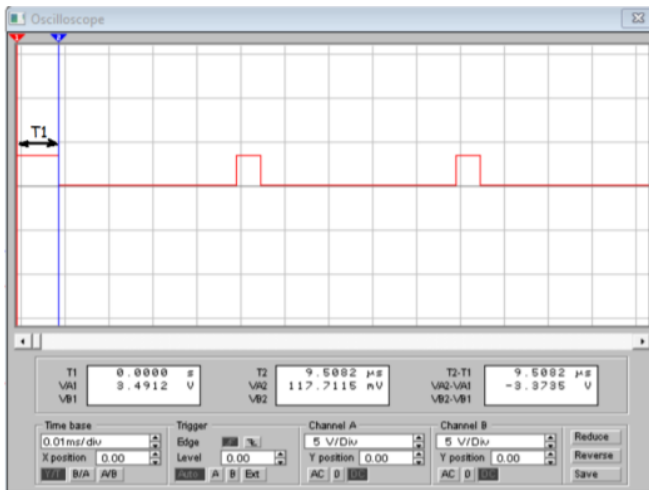 Oscilloscope
1 2
T1
T1 0.0000 s T2 9.5082 µs T2-T1 9.5082 µs
VA1 3.4912 V VA2 117.7115 mV VA2-VA1 -3.3735 V
VB1 VB2 VB2-VB1
Time base Trigger Channel A Channel B
0.01ms/div Edge 5 V/Div 5 V/Div Reduce
X position 0.00 Level 0.00 Y position 0.00 Y position 0.00 Reverse
Y/T B/A A/B Auto A B Ext AC 0 DC AC 0 DC Save